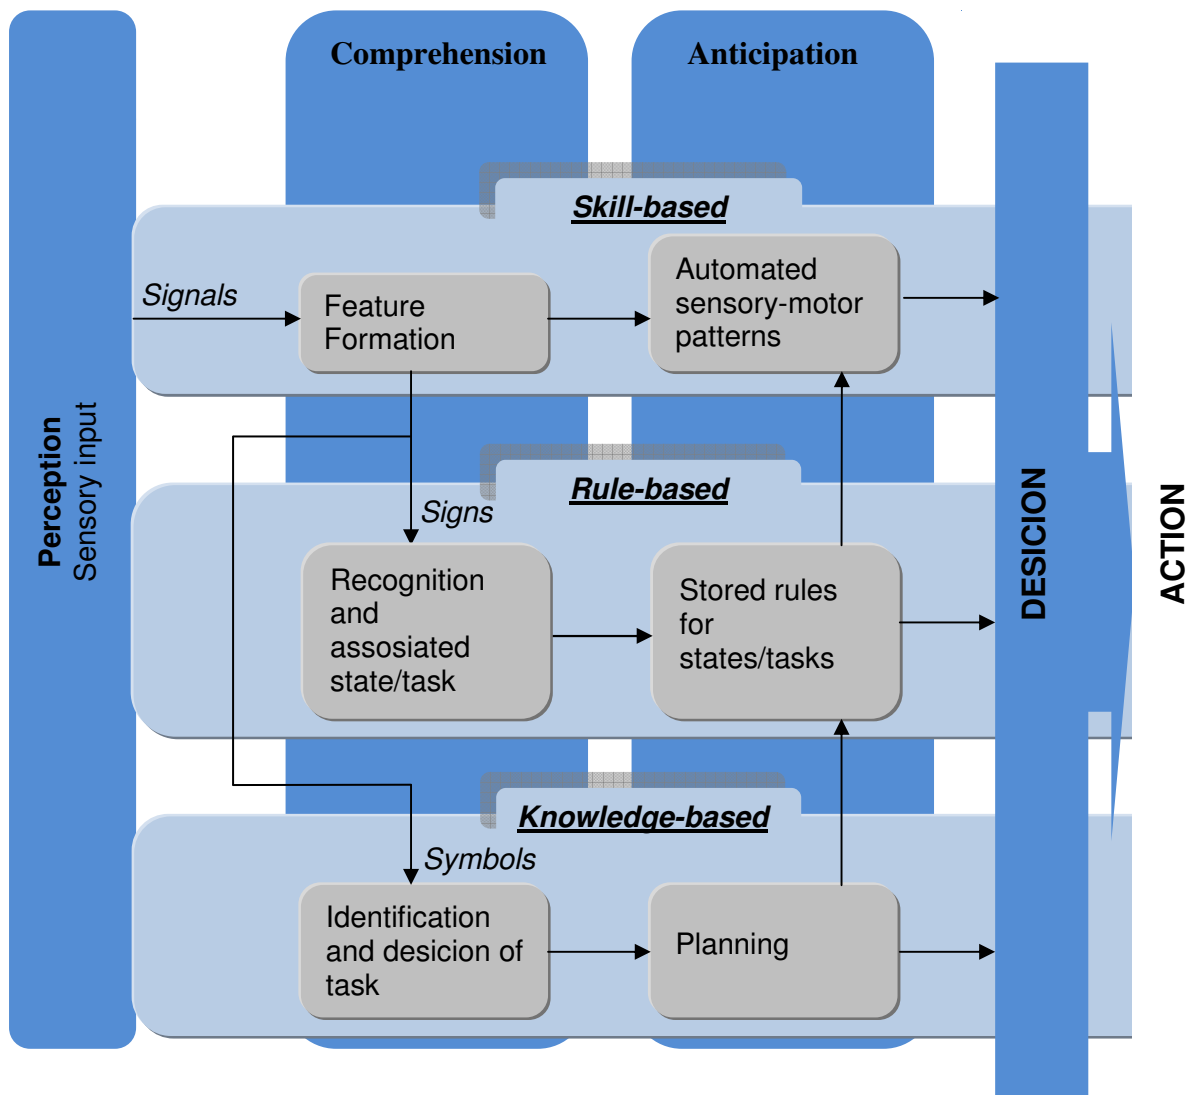 Comprehension
Anticipation
Skill-based
Signals
Feature
Formation
Automated
sensory-motor
patterns
Perception
Sensory input
Rule-based
Signs
Recognition
and
assosiated
state/task
Stored rules
for
states/tasks
DESICION
ACTION
Knowledge-based
Symbols
Identification
and desicion of
task
Planning